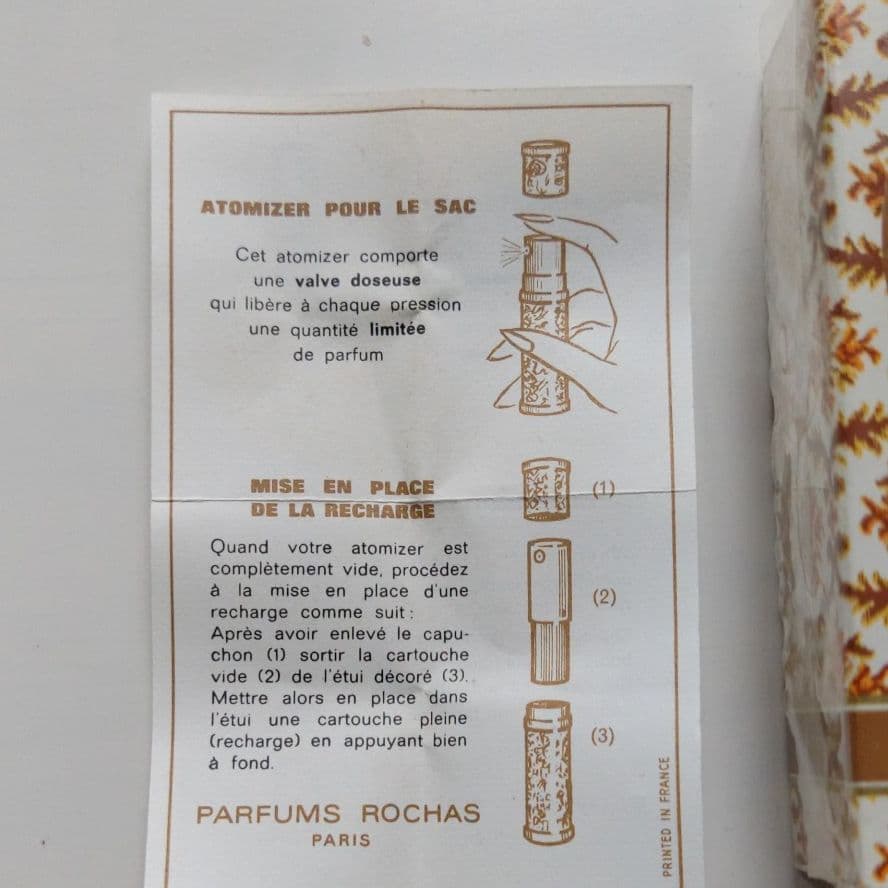 ATOMIZER POUR LE SAC
Cet atomizer comporte
une valve doseuse
qui libère à chaque pression
une quantité limitée
de parfum
MISE EN PLACE
DE LA RECHARGE
Quand votre atomizer est
complètement vide, procédez
à la mise en place d'une
recharge comme suit :
Après avoir enlevé le capu-
chon (1) sortir la cartouche
vide (2) de l'étui décoré (3).
Mettre alors en place dans
l'étui une cartouche pleine
(recharge) en appuyant bien
à fond.
(1)
(2)
(3)
PARFUMS ROCHAS
PARIS
PRINTED IN FRANCE